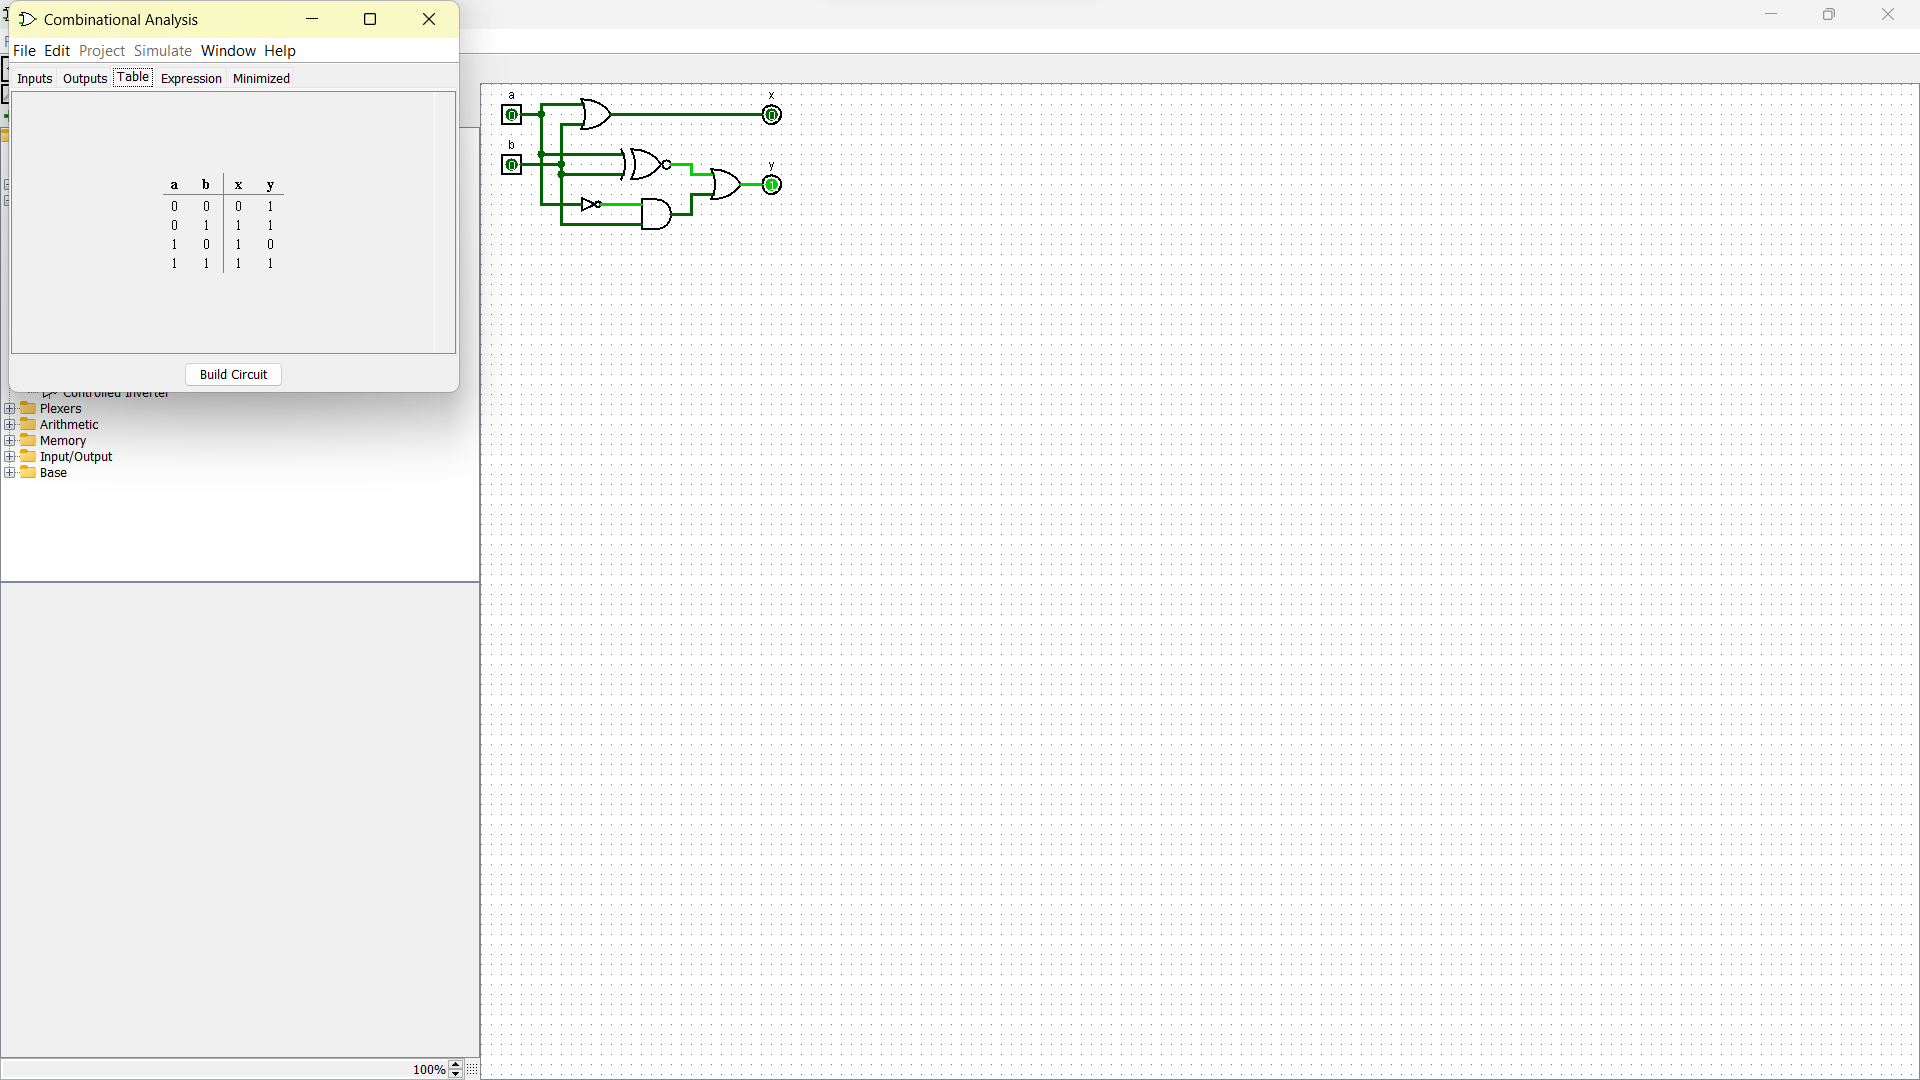 Combinational Analysis
File Edit Project Simulate Window Help
Inputs Outputs Table Expression Minimized
a b x y
0 0 0 1
0 1 1 1
1 0 1 0
1 1 1 1
Build Circuit
Controlled Inverter
Plexers
Arithmetic
Memory
Input/Output
Base
100%
a
x
0
0
b
y
0
1